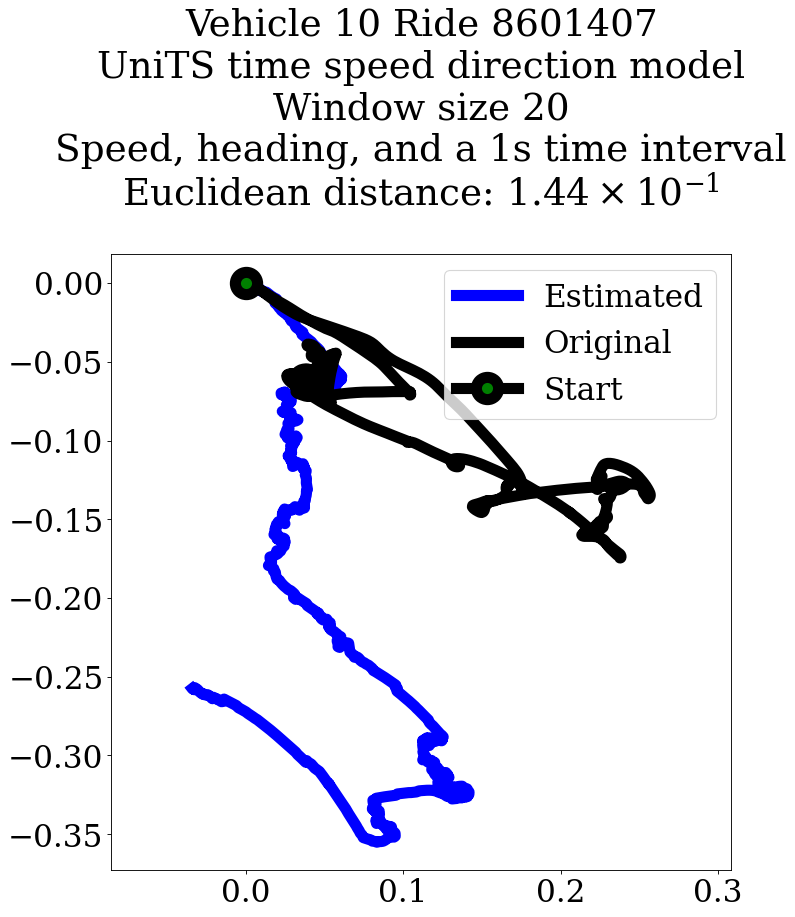 Vehicle 10 Ride 8601407
UniTS time speed direction model
Window size 20
Speed, heading, and a 1s time interval
Euclidean distance: 1.44 × 10⁻¹
Estimated
Original
Start
0.00
−0.05
−0.10
−0.15
−0.20
−0.25
−0.30
−0.35
0.0 0.1 0.2 0.3